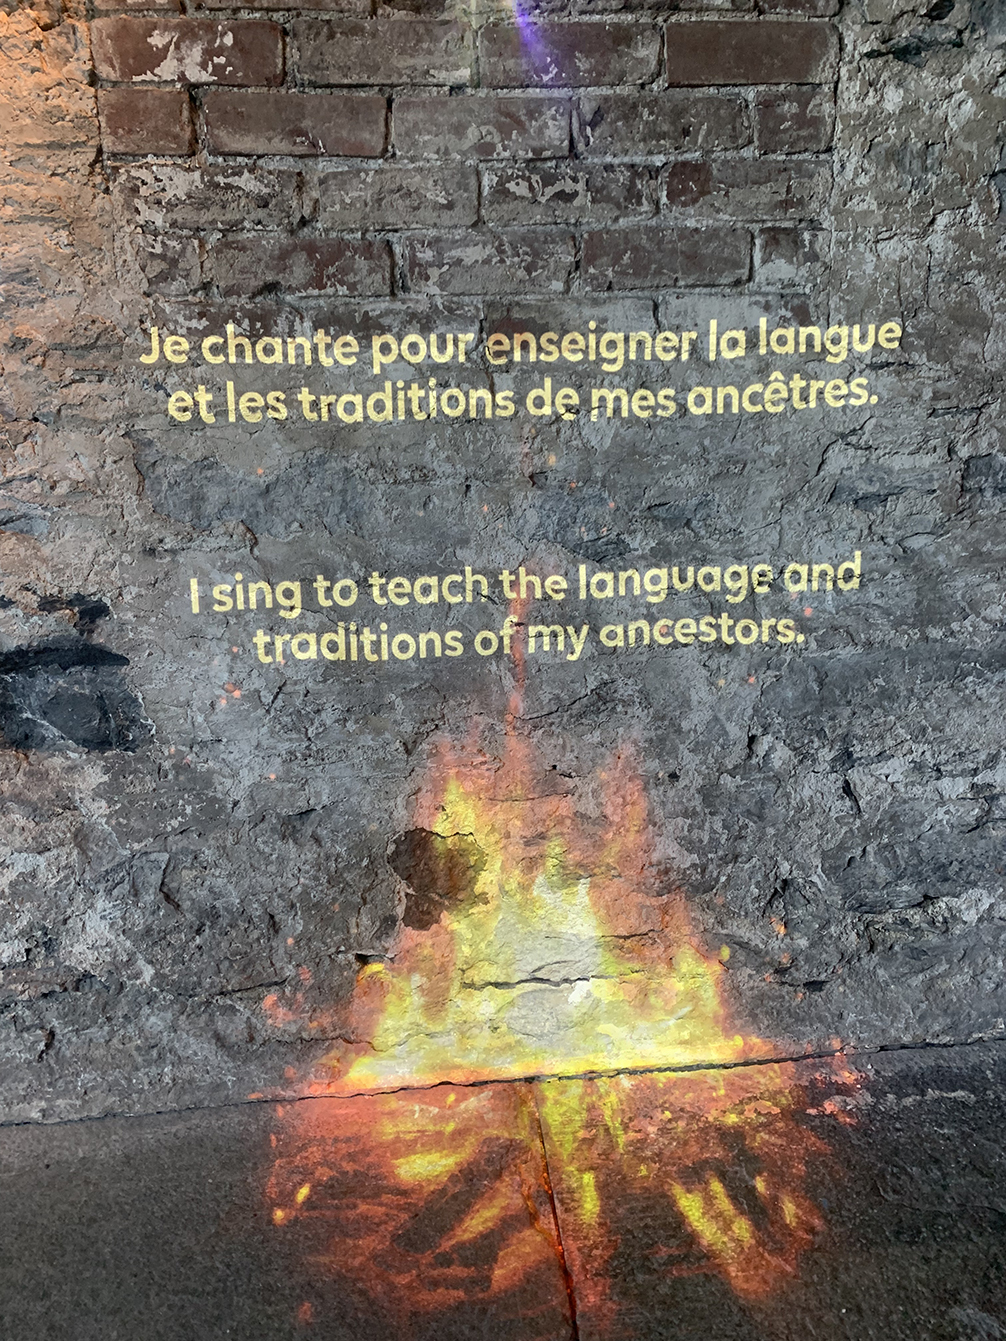 Je chante pour enseigner la langue
et les traditions de mes ancêtres.
I sing to teach the language and
traditions of my ancestors.